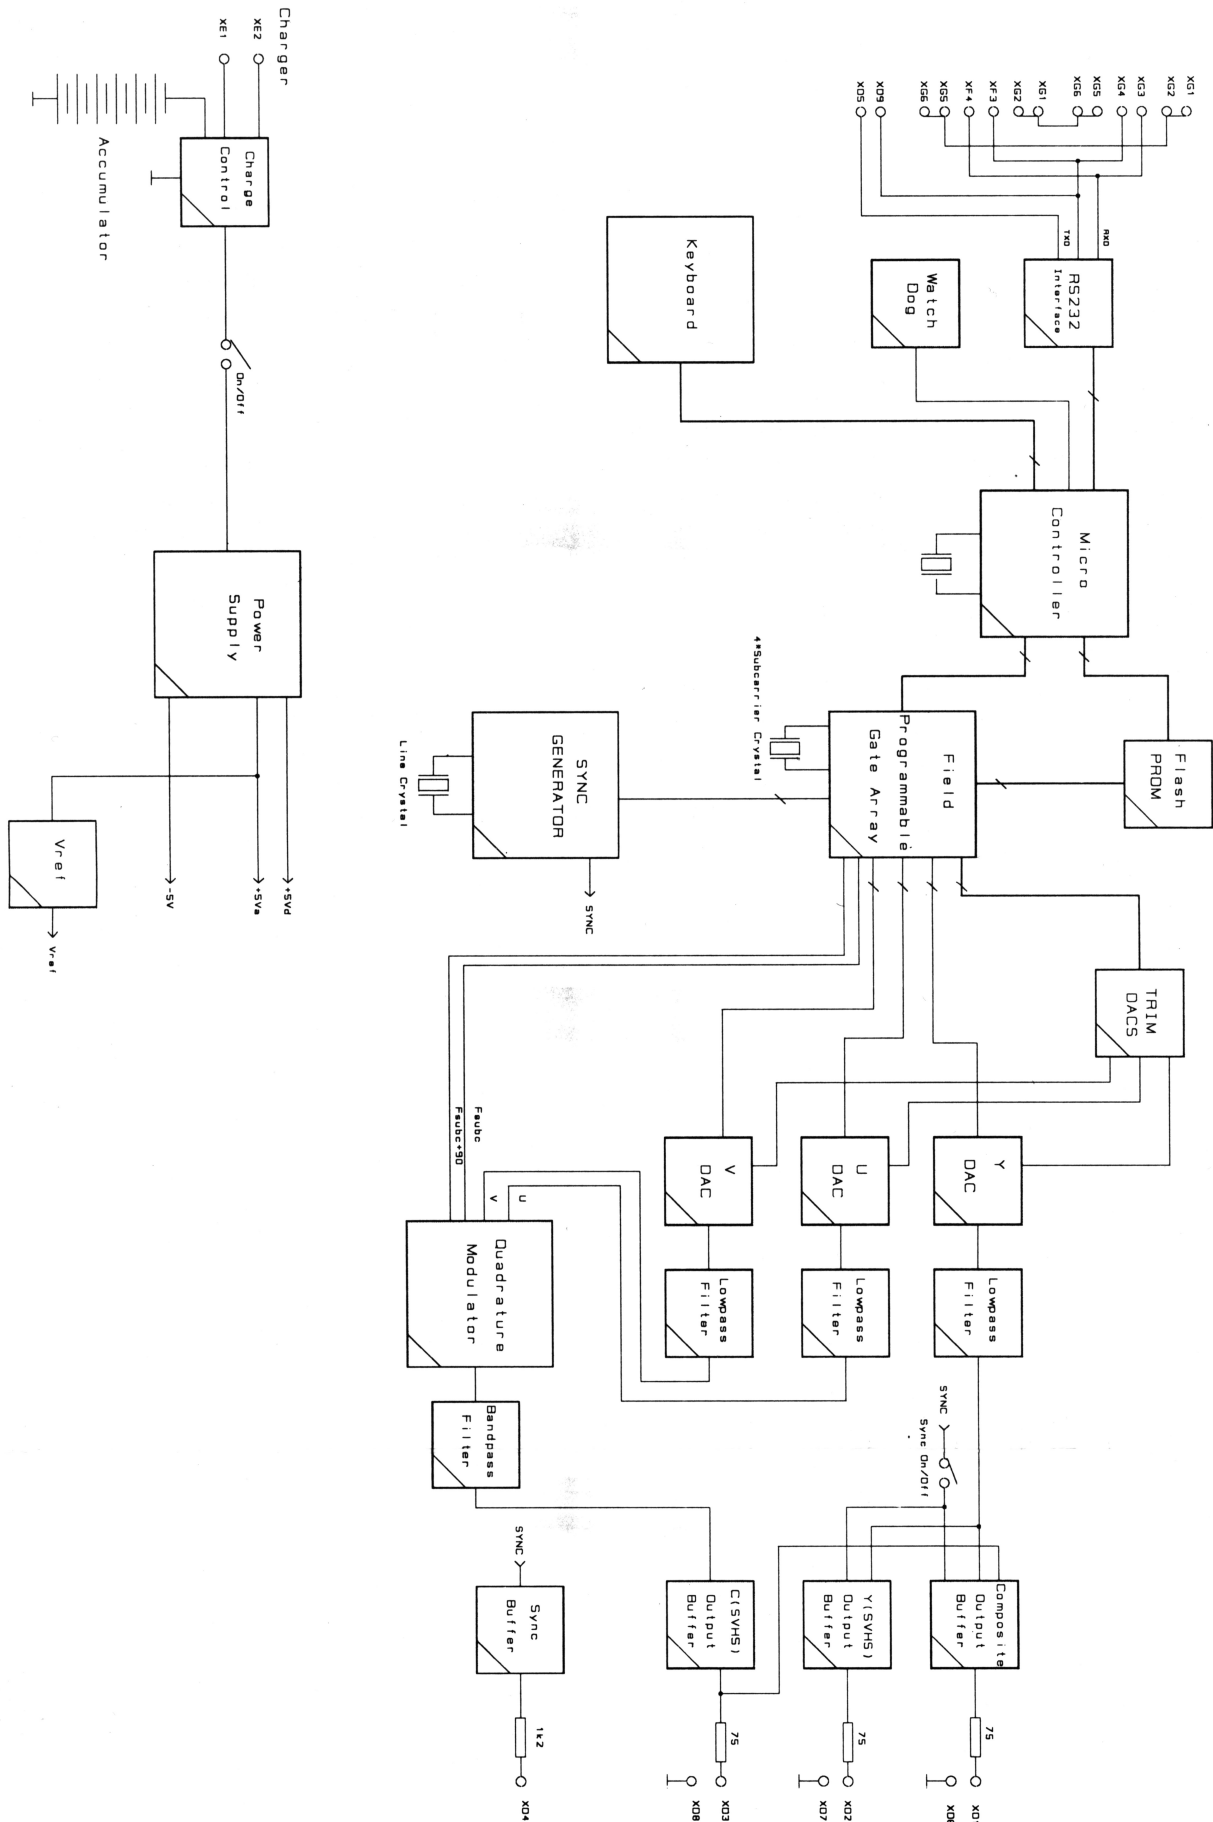 XG1
XG2
XG3
XG4
XG5
XG6
XG1
XG2
XF3
XF4
XG5
XG6
XD9
XD5
RXD
TXD
RS232
Interface
Watch
Dog
Keyboard
Micro
Controller
Flash
PROM
Field
Programmable
Gate Array
4*Subcarrier Crystal
SYNC
GENERATOR
Line Crystal
SYNC
TRIM
DACS
Y
DAC
U
DAC
V
DAC
Lowpass
Filter
Lowpass
Filter
Lowpass
Filter
Fsubc
Fsubc+90
U
V
Quadrature
Modulator
Bandpass
Filter
SYNC
Sync On/Off
Composite
Output
Buffer
Y(SVHS)
Output
Buffer
C(SVHS)
Output
Buffer
SYNC
Sync
Buffer
75
75
75
1k2
XD2
XD7
XD3
XD8
XD4
Charger
XE2
XE1
Charge
Control
Accumulator
On/Off
Power
Supply
+5Vd
+5Va
-5V
Vref
Vref